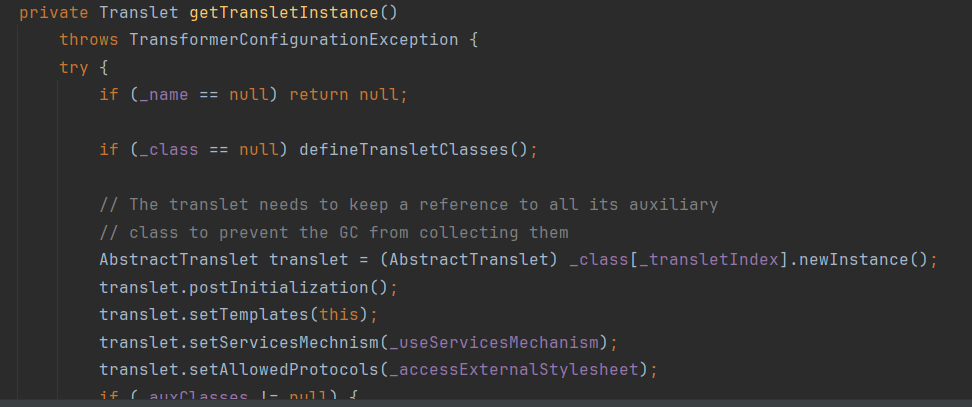 private Translet getTransletInstance()
throws TransformerConfigurationException {
try {
if (_name == null) return null;
if (_class == null) defineTransletClasses();
// The translet needs to keep a reference to all its auxiliary
// class to prevent the GC from collecting them
AbstractTranslet translet = (AbstractTranslet) _class[_transletIndex].newInstance();
translet.postInitialization();
translet.setTemplates(this);
translet.setServicesMechnism(_useServicesMechanism);
translet.setAllowedProtocols(_accessExternalStylesheet);
if (_auxClasses != null) {